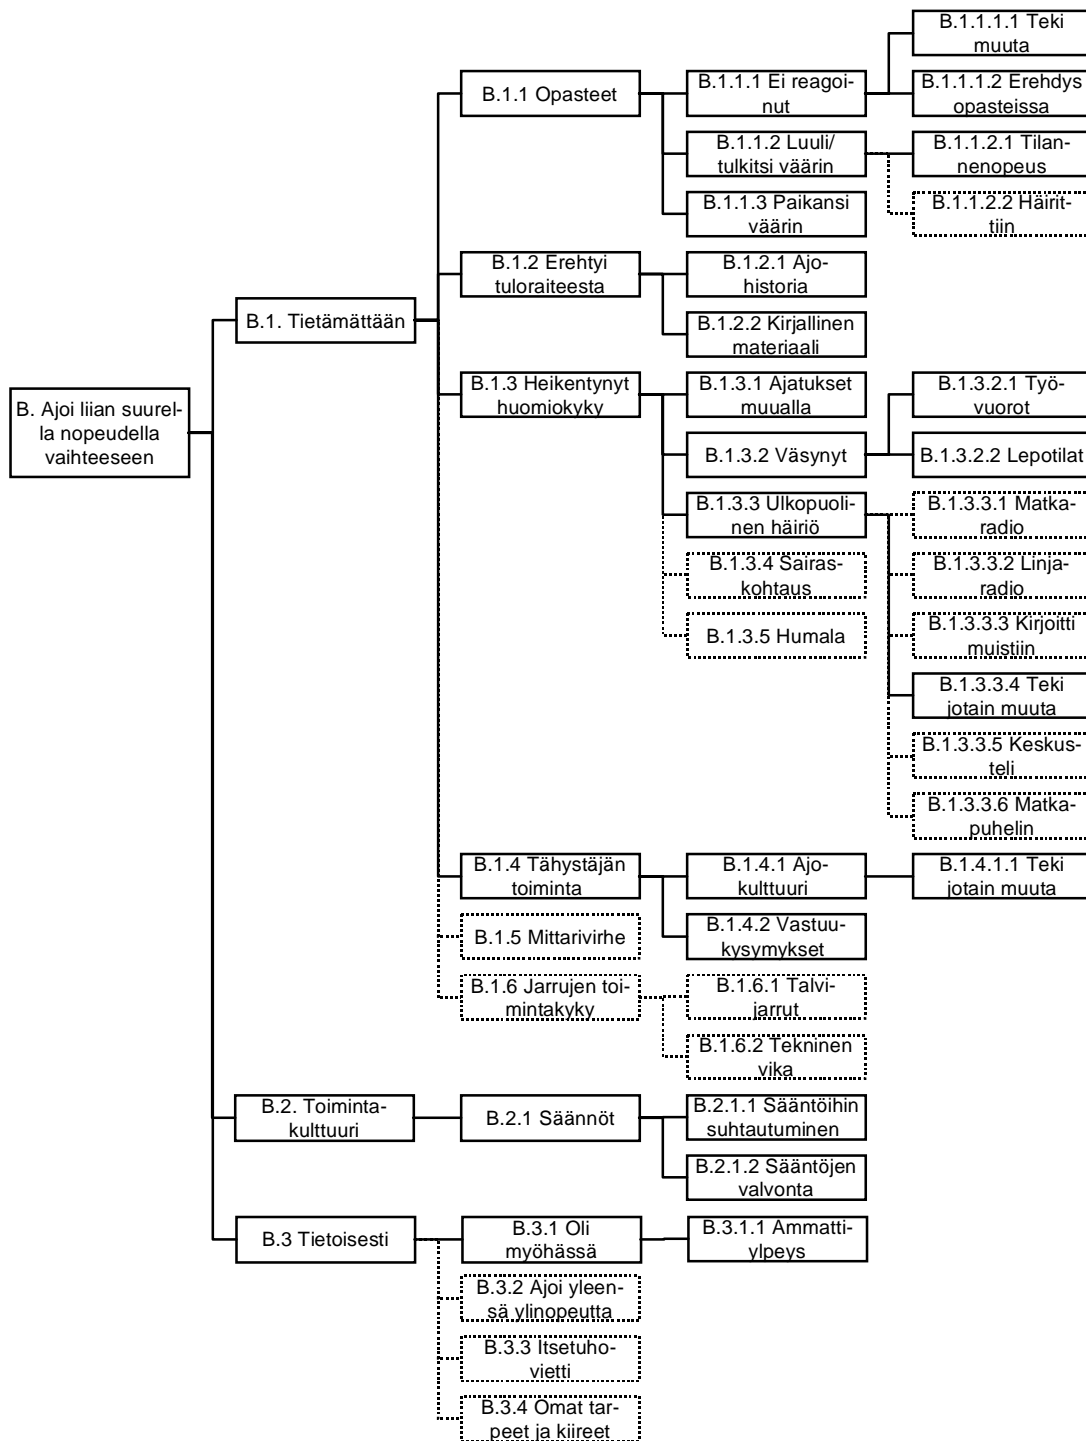 B. Ajoi liian suurel-
la nopeudella
vaihteeseen
B.1. Tietämättään
B.1.1 Opasteet
B.1.1.1 Ei reagoi-
nut
B.1.1.1.1 Teki
muuta
B.1.1.1.2 Erehdys
opasteissa
B.1.1.2 Luuli/
tulkitsi väärin
B.1.1.2.1 Tilan-
nenopeus
B.1.1.2.2 Häirit-
tiin
B.1.1.3 Paikansi
väärin
B.1.2 Erehtyi
tuloraiteesta
B.1.2.1 Ajo-
historia
B.1.2.2 Kirjallinen
materiaali
B.1.3 Heikentynyt
huomiokyky
B.1.3.1 Ajatukset
muualla
B.1.3.2 Väsynyt
B.1.3.2.1 Työ-
vuorot
B.1.3.2.2 Lepotilat
B.1.3.3 Ulkopuoli-
nen häiriö
B.1.3.3.1 Matka-
radio
B.1.3.3.2 Linja-
radio
B.1.3.3.3 Kirjoitti
muistiin
B.1.3.3.4 Teki
jotain muuta
B.1.3.3.5 Keskus-
teli
B.1.3.3.6 Matka-
puhelin
B.1.3.4 Sairas-
kohtaus
B.1.3.5 Humala
B.1.4 Tähystäjän
toiminta
B.1.4.1 Ajo-
kulttuuri
B.1.4.1.1 Teki
jotain muuta
B.1.4.2 Vastuu-
kysymykset
B.1.5 Mittarivirhe
B.1.6 Jarrujen toi-
mintakyky
B.1.6.1 Talvi-
jarrut
B.1.6.2 Tekninen
vika
B.2. Toiminta-
kulttuuri
B.2.1 Säännöt
B.2.1.1 Sääntöihin
suhtautuminen
B.2.1.2 Sääntöjen
valvonta
B.3 Tietoisesti
B.3.1 Oli
myöhässä
B.3.1.1 Ammatti-
ylpeys
B.3.2 Ajoi yleen-
sä ylinopeutta
B.3.3 Itsetuho-
vietti
B.3.4 Omat tar-
peet ja kiireet